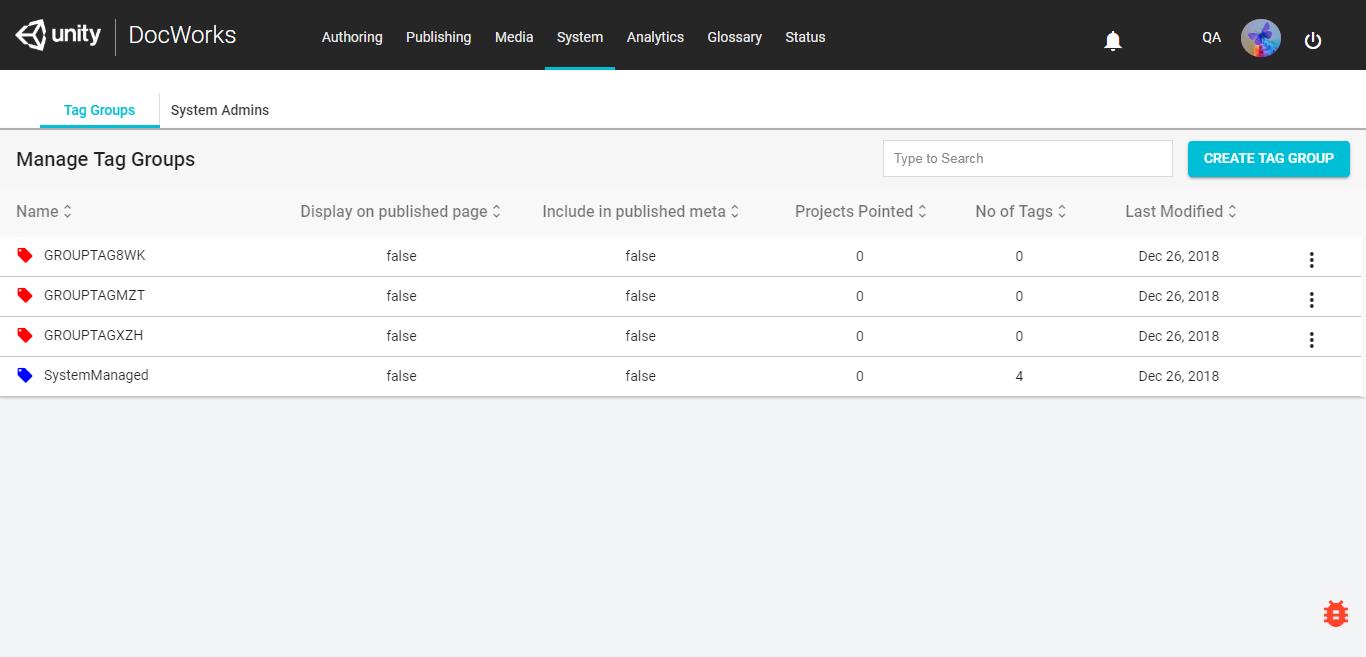 unity DocWorks Authoring Publishing Media System Analytics Glossary Status QA
Tag Groups System Admins
Manage Tag Groups Type to Search CREATE TAG GROUP
Name Display on published page Include in published meta Projects Pointed No of Tags Last Modified
GROUPTAG8WK false false 0 0 Dec 26, 2018
GROUPTAGMZT false false 0 0 Dec 26, 2018
GROUPTAGXZH false false 0 0 Dec 26, 2018
SystemManaged false false 0 4 Dec 26, 2018